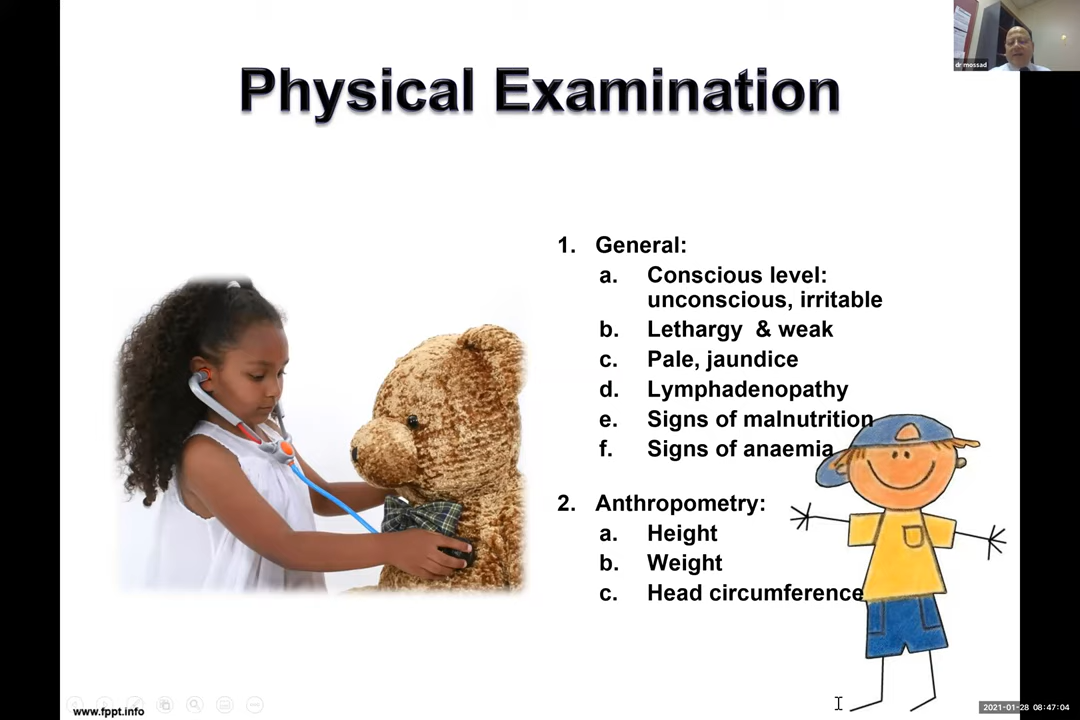 dr mossad
Physical Examination
1. General:
a. Conscious level:
unconscious, irritable
b. Lethargy & weak
c. Pale, jaundice
d. Lymphadenopathy
e. Signs of malnutrition
f. Signs of anaemia
2. Anthropometry:
a. Height
b. Weight
c. Head circumference
www.fppt.info
2021-01-28 08:47:04